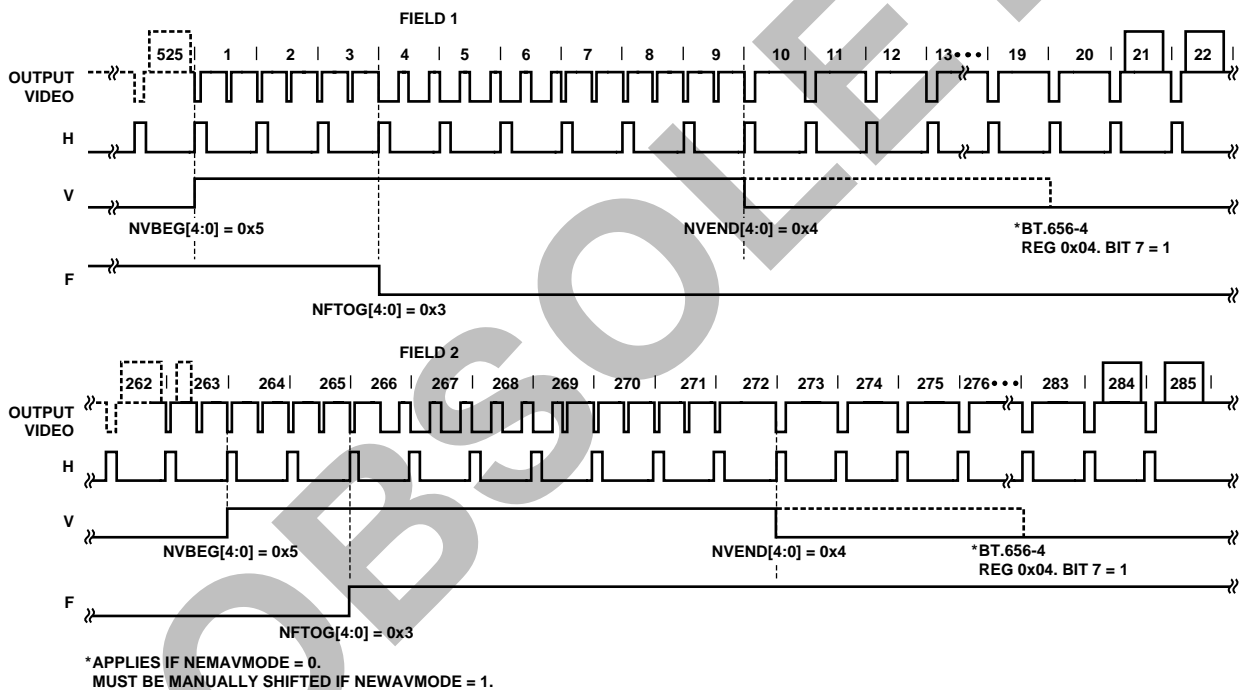 FIELD 1
525 1 2 3 4 5 6 7 8 9 10 11 12 13 ••• 19 20 21 22
OUTPUT
VIDEO
H
V
NVBEG[4:0] = 0x5
NVEND[4:0] = 0x4
*BT.656-4
REG 0x04. BIT 7 = 1
F
NFTOG[4:0] = 0x3
FIELD 2
262 263 264 265 266 267 268 269 270 271 272 273 274 275 276 ••• 283 284 285
OUTPUT
VIDEO
H
V
NVBEG[4:0] = 0x5
NVEND[4:0] = 0x4
*BT.656-4
REG 0x04. BIT 7 = 1
F
NFTOG[4:0] = 0x3
*APPLIES IF NEMAVMODE = 0.
MUST BE MANUALLY SHIFTED IF NEWAVMODE = 1.
OBSOLE